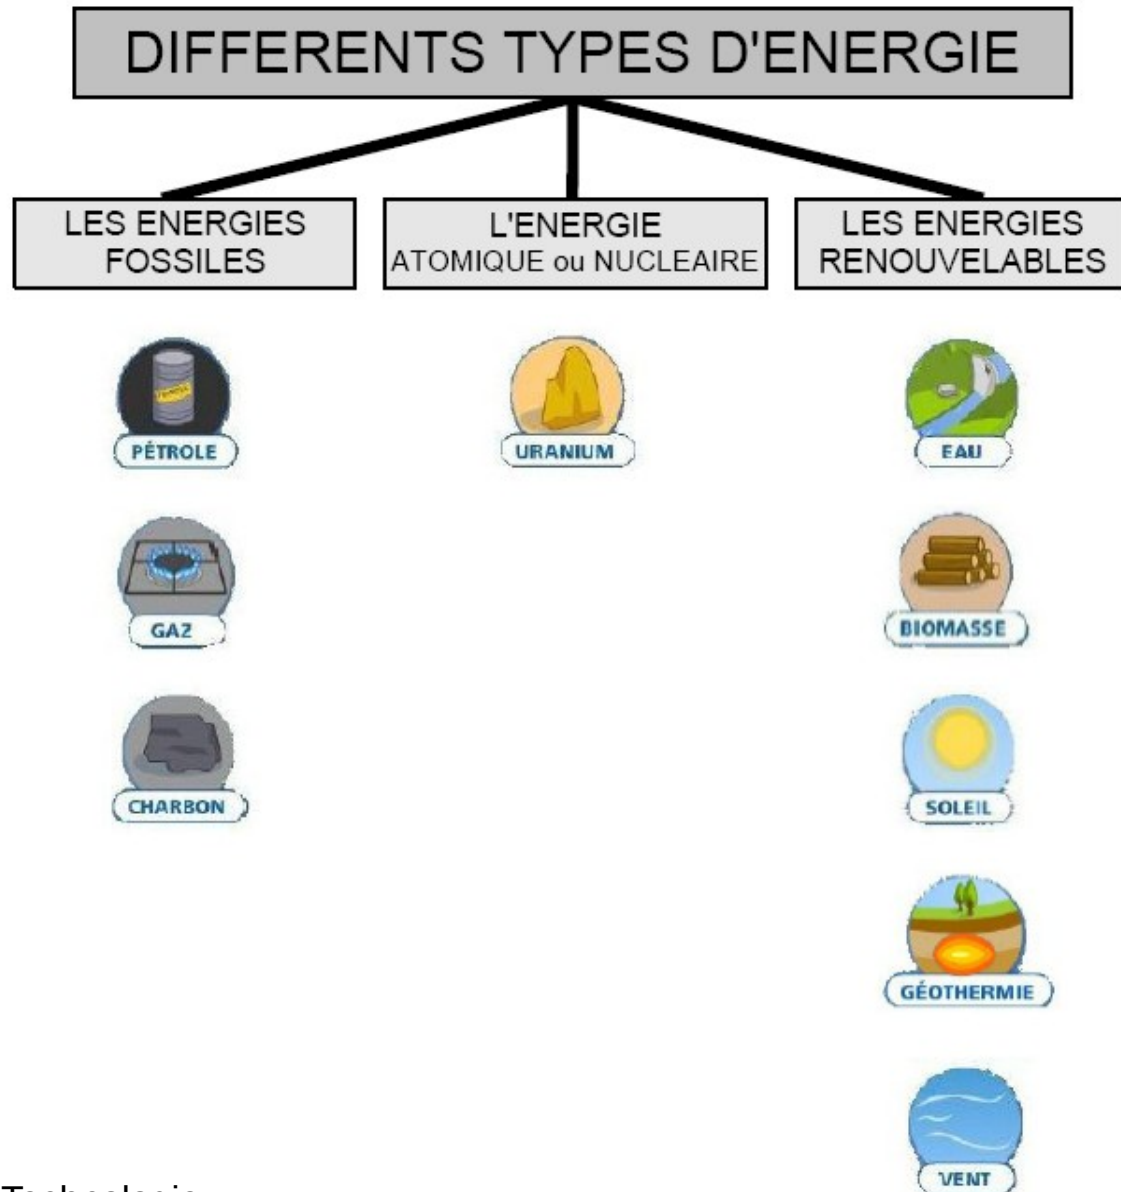 DIFFERENTS TYPES D'ENERGIE
LES ENERGIES
FOSSILES
L'ENERGIE
ATOMIQUE ou NUCLEAIRE
LES ENERGIES
RENOUVELABLES
PÉTROLE
URANIUM
EAU
GAZ
BIOMASSE
CHARBON
SOLEIL
GÉOTHERMIE
VENT